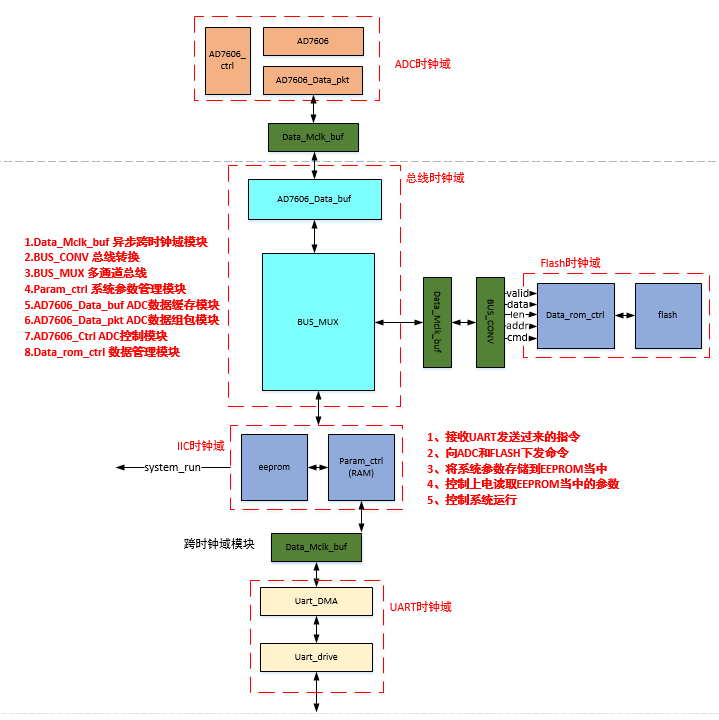 AD7606_
ctrl
AD7606
AD7606_Data_pkt
ADC时钟域
Data_Mclk_buf
总线时钟域
AD7606_Data_buf
1.Data_Mclk_buf 异步跨时钟域模块
2.BUS_CONV 总线转换
3.BUS_MUX 多通道总线
4.Param_ctrl 系统参数管理模块
5.AD7606_Data_buf ADC数据缓存模块
6.AD7606_Data_pkt ADC数据组包模块
7.AD7606_Ctrl ADC控制模块
8.Data_rom_ctrl 数据管理模块
BUS_MUX
Data_Mclk_buf
BUS_CONV
Flash时钟域
valid
data
len
addr
cmd
Data_rom_ctrl
flash
IIC时钟域
system_run
eeprom
Param_ctrl
(RAM)
1、接收UART发送过来的指令
2、向ADC和FLASH下发命令
3、将系统参数存储到EEPROM当中
4、控制上电读取EEPROM当中的参数
5、控制系统运行
跨时钟域模块
Data_Mclk_buf
Uart_DMA
UART时钟域
Uart_drive